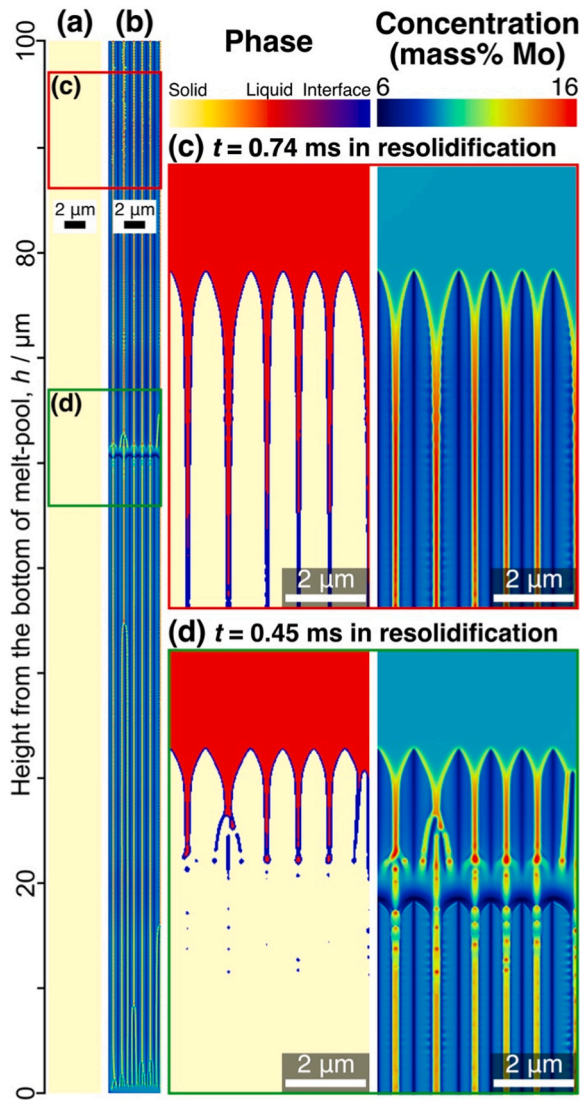 (a) (b)
Phase
Concentration
(mass% Mo)
Solid Liquid Interface
6 16
(c) t = 0.74 ms in resolidification
(c)
2 μm 2 μm
(d)
2 μm 2 μm
(d) t = 0.45 ms in resolidification
2 μm 2 μm
Height from the bottom of melt-pool, h / μm
100
80
20
0